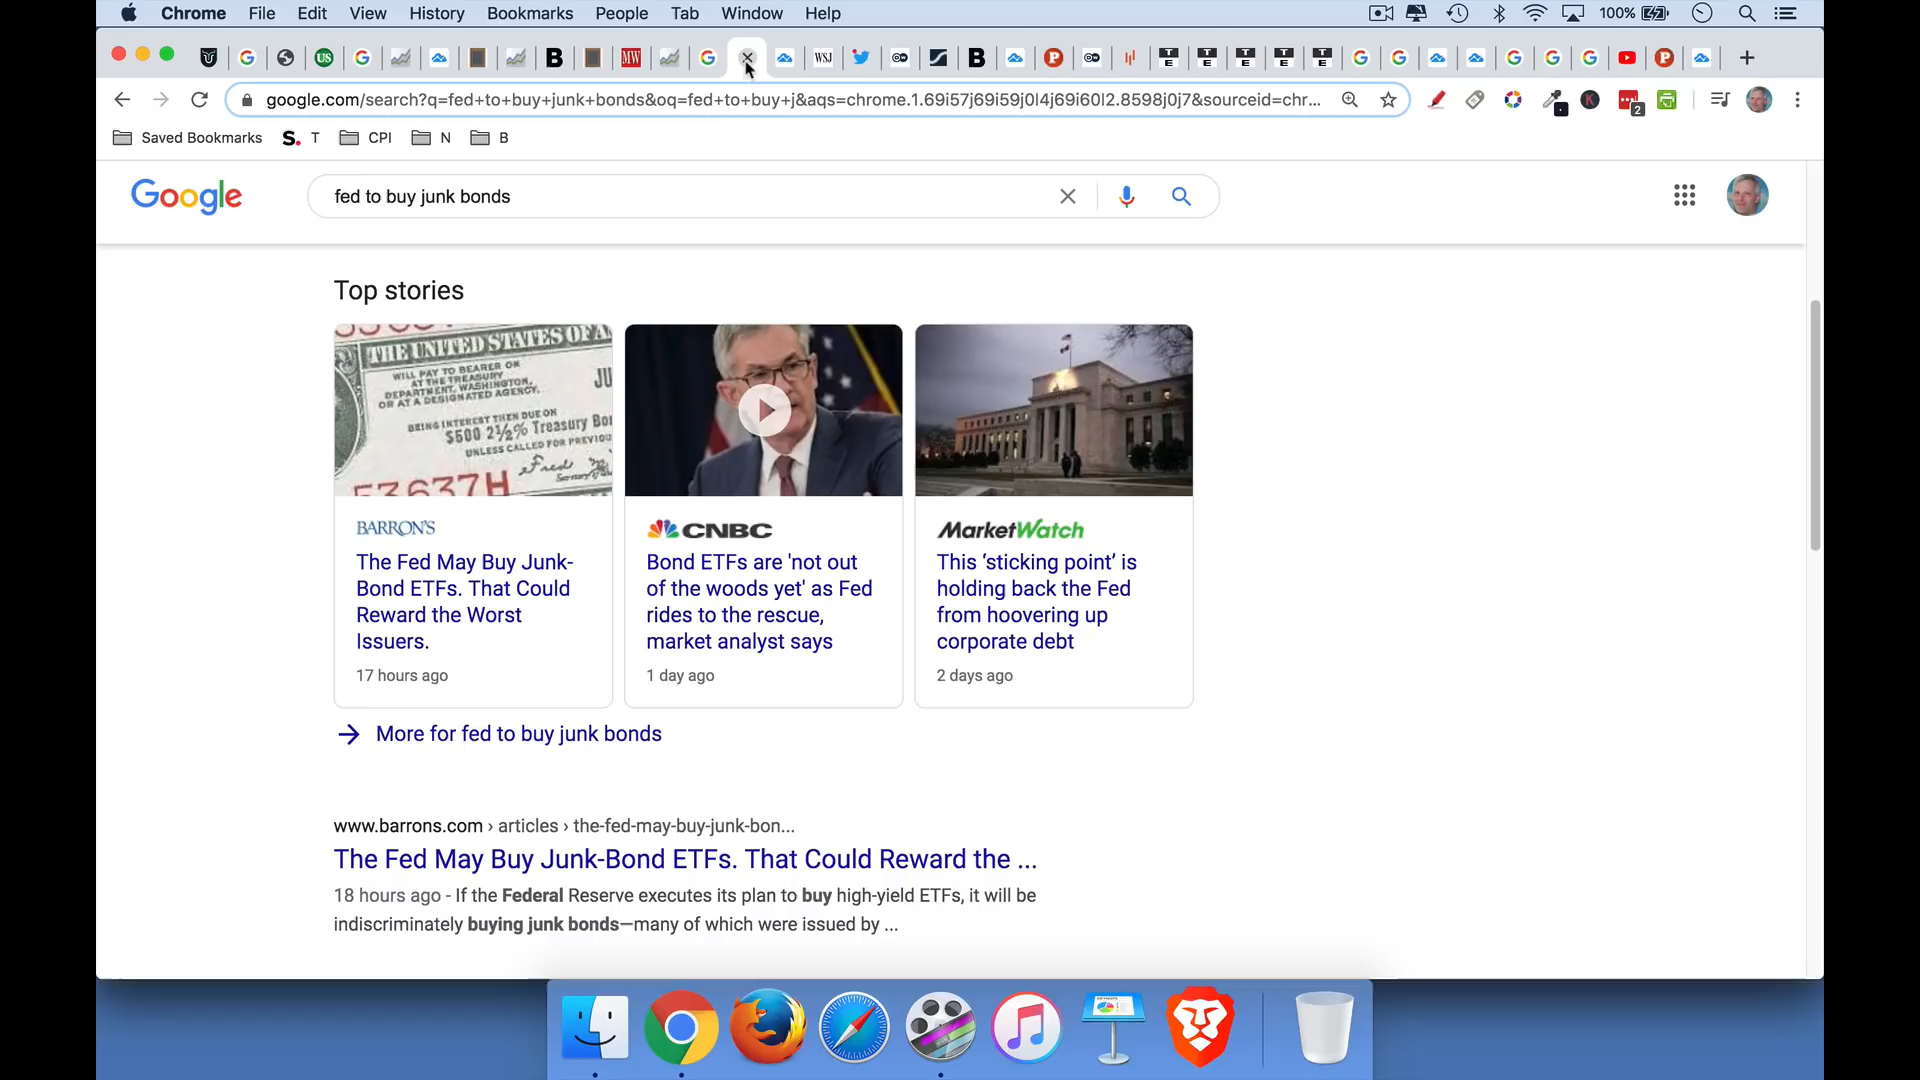 Chrome File Edit View History Bookmarks People Tab Window Help 100%
US B MW WSJ B T E T E T E T E T E
google.com/search?q=fed+to+buy+junk+bonds&oq=fed+to+buy+j&aqs=chrome.1.69i57j69i59j0l4j69i60l2.8598j0j7&sourceid=chr... K 2
Saved Bookmarks S. T CPI N B
Google fed to buy junk bonds
Top stories
THE UNITED STATES OF A
WILL PAY TO BEARER ON
AT THE TREASURY
DEPARTMENT, WASHINGTON,
OR AT A DESIGNATED AGENCY,
JU
BEING INTEREST THEN DUE ON
$500 2½% Treasury Bo
UNLESS CALLED FOR PREVIOU
53637H
BARRON'S
The Fed May Buy Junk-
Bond ETFs. That Could
Reward the Worst
Issuers.
17 hours ago
CNBC
Bond ETFs are 'not out
of the woods yet' as Fed
rides to the rescue,
market analyst says
1 day ago
MarketWatch
This ‘sticking point’ is
holding back the Fed
from hoovering up
corporate debt
2 days ago
More for fed to buy junk bonds
www.barrons.com › articles › the-fed-may-buy-junk-bon...
The Fed May Buy Junk-Bond ETFs. That Could Reward the ...
18 hours ago - If the Federal Reserve executes its plan to buy high-yield ETFs, it will be
indiscriminately buying junk bonds—many of which were issued by ...
KEYNOTE